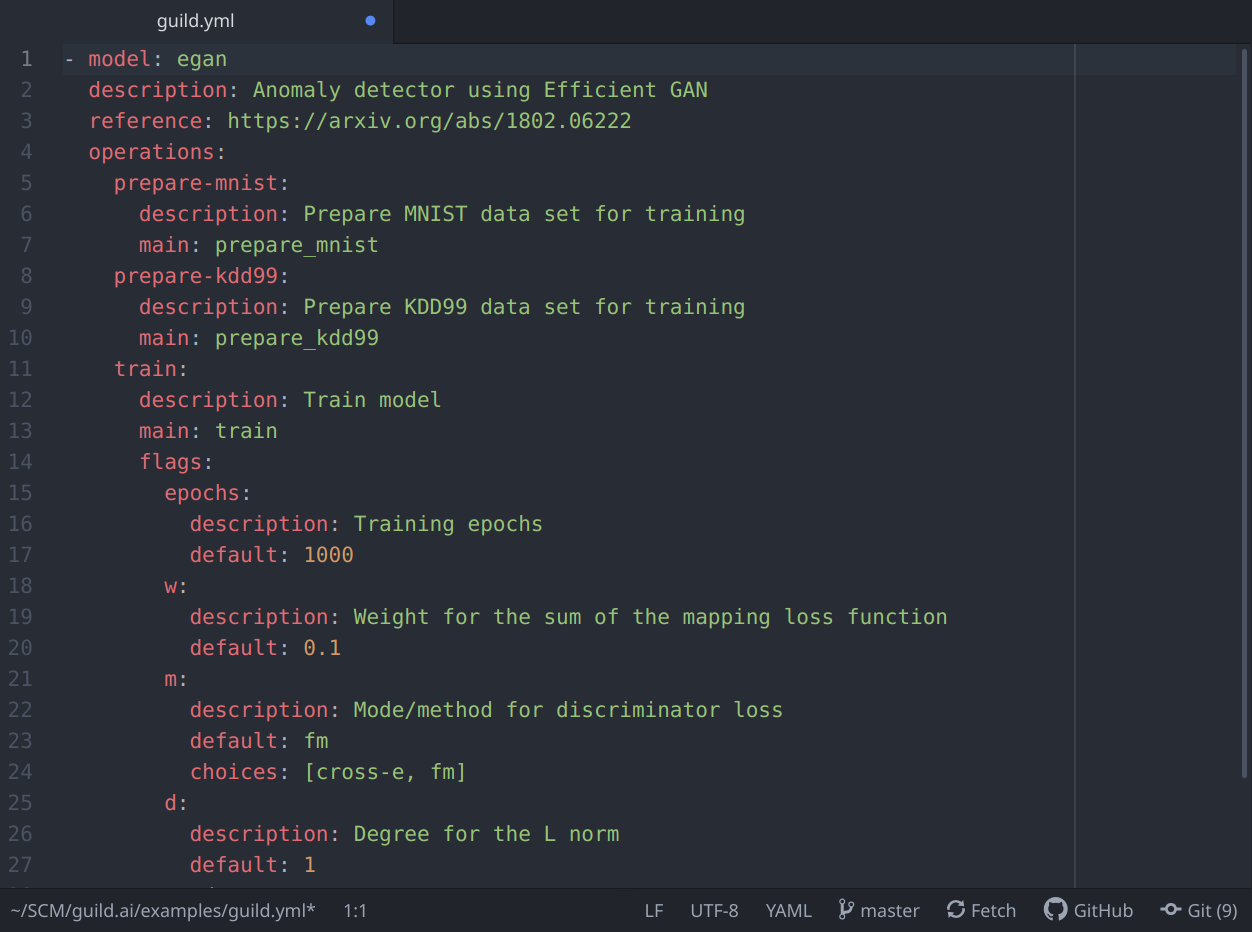 guild.yml
1 - model: egan
2 description: Anomaly detector using Efficient GAN
3 reference: https://arxiv.org/abs/1802.06222
4 operations:
5 prepare-mnist:
6 description: Prepare MNIST data set for training
7 main: prepare_mnist
8 prepare-kdd99:
9 description: Prepare KDD99 data set for training
10 main: prepare_kdd99
11 train:
12 description: Train model
13 main: train
14 flags:
15 epochs:
16 description: Training epochs
17 default: 1000
18 w:
19 description: Weight for the sum of the mapping loss function
20 default: 0.1
21 m:
22 description: Mode/method for discriminator loss
23 default: fm
24 choices: [cross-e, fm]
25 d:
26 description: Degree for the L norm
27 default: 1
~/SCM/guild.ai/examples/guild.yml* 1:1 LF UTF-8 YAML master Fetch GitHub Git (9)